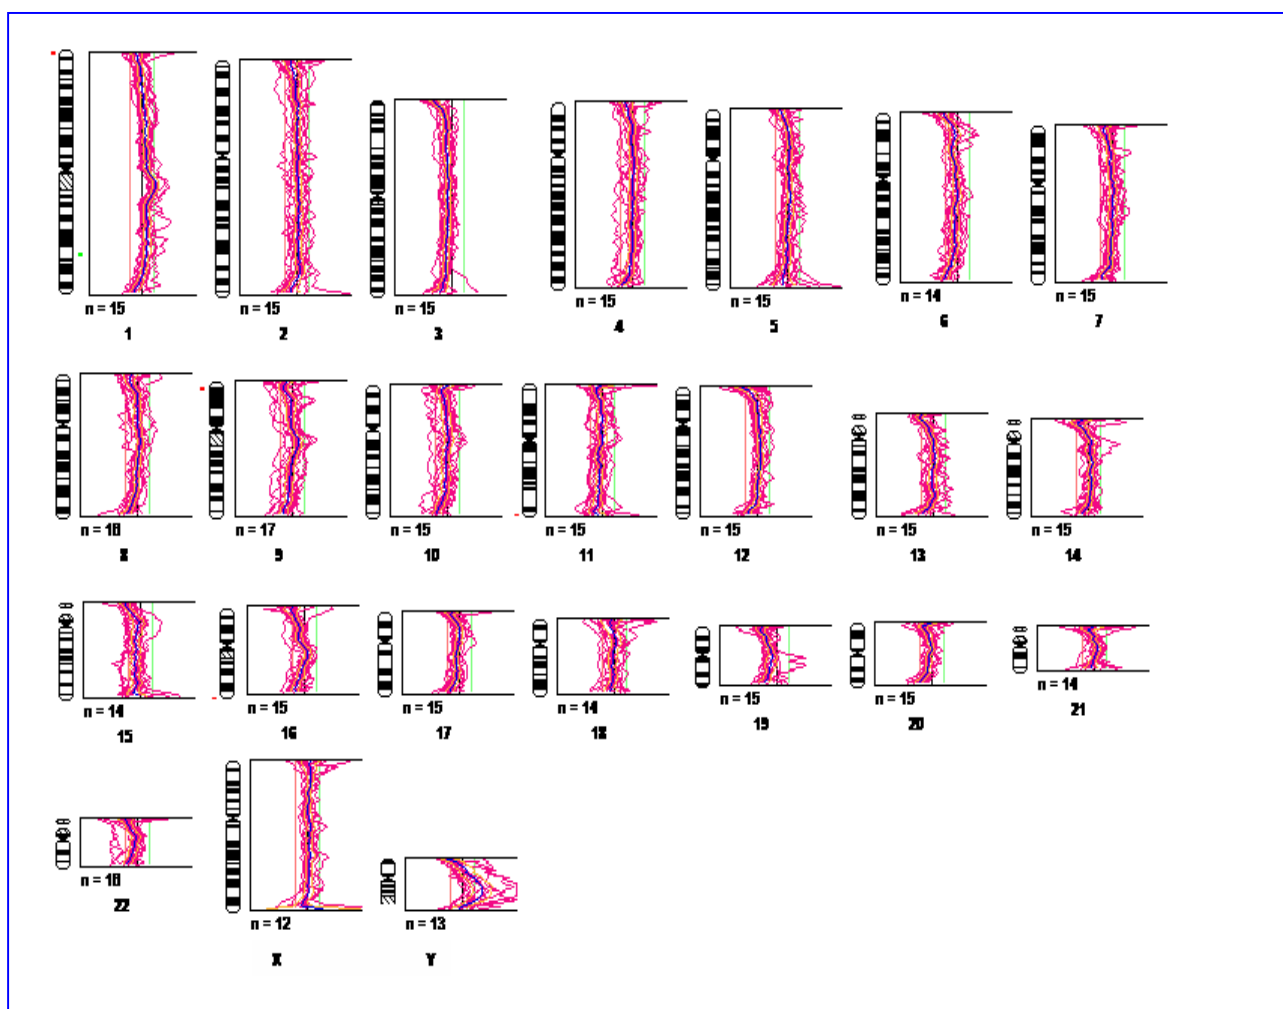 n = 15 n = 15 n = 15 n = 15 n = 15 n = 14 n = 15
1 2 3 4 5 6 7
n = 16 n = 17 n = 15 n = 15 n = 15 n = 15 n = 15
8 9 10 11 12 13 14
n = 14 n = 15 n = 15 n = 14 n = 15 n = 15 n = 14
15 16 17 18 19 20 21
n = 16 n = 12 n = 13
22 X Y